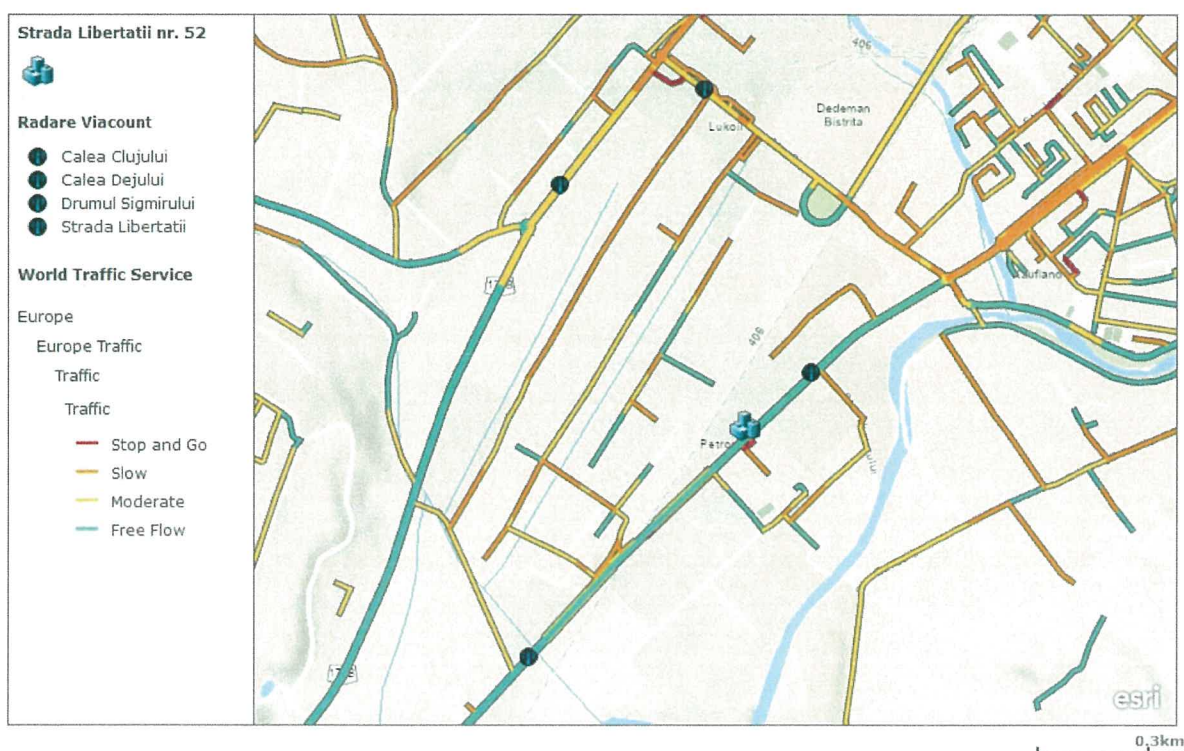 Strada Libertatii nr. 52
Radare Viacount
Calea Clujului
Calea Dejului
Drumul Sigmirului
Strada Libertatii
World Traffic Service
Europe
Europe Traffic
Traffic
Traffic
Stop and Go
Slow
Moderate
Free Flow
406
Dedeman
Bistrita
Lukoil
406
esri
0.3km